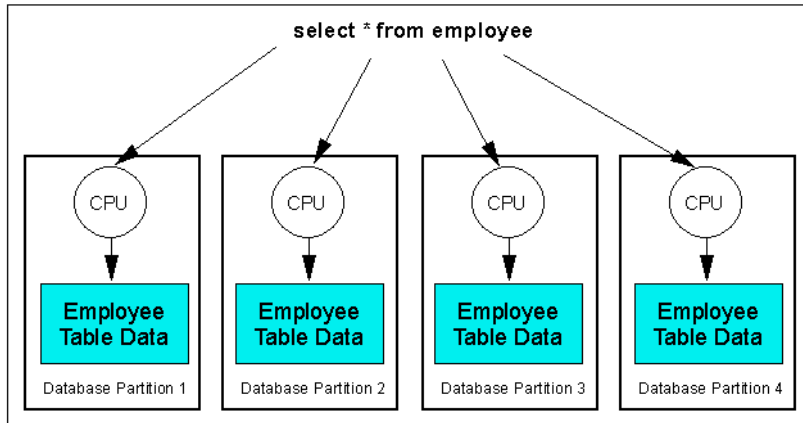 select * from employee
CPU
CPU
CPU
CPU
Employee
Table Data
Employee
Table Data
Employee
Table Data
Employee
Table Data
Database Partition 1
Database Partition 2
Database Partition 3
Database Partition 4